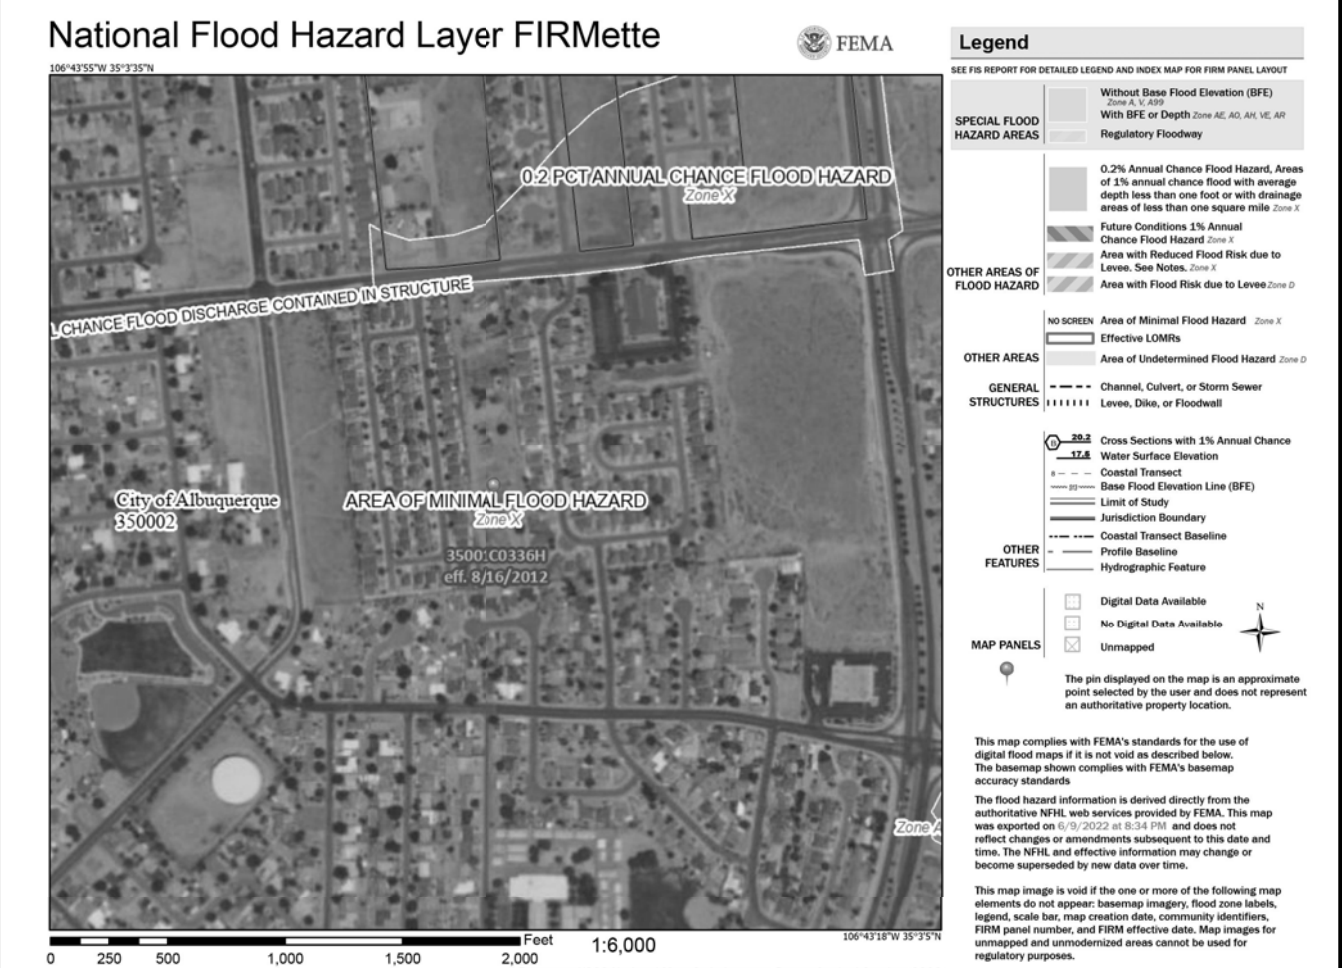 National Flood Hazard Layer FIRMette
FEMA
106°43'55"W 35°3'35"N
0.2 PCT ANNUAL CHANCE FLOOD HAZARD
Zone X
CHANCE FLOOD DISCHARGE CONTAINED IN STRUCTURE
City of Albuquerque
350002
AREA OF MINIMAL FLOOD HAZARD
Zone X
eff. 8/16/2012
Zone A
Feet
1:6,000
106°43'18"W 35°3'5"N
0 250 500 1,000 1,500 2,000
Legend
SEE FIS REPORT FOR DETAILED LEGEND AND INDEX MAP FOR FIRM PANEL LAYOUT
SPECIAL FLOOD
HAZARD AREAS
Without Base Flood Elevation (BFE)
Zone A, V, A99
With BFE or Depth Zone AE, AO, AH, VE, AR
Regulatory Floodway
0.2% Annual Chance Flood Hazard, Areas
of 1% annual chance flood with average
depth less than one foot or with drainage
areas of less than one square mile Zone X
Future Conditions 1% Annual
Chance Flood Hazard Zone X
Area with Reduced Flood Risk due to
Levee. See Notes. Zone X
Area with Flood Risk due to Levee Zone D
OTHER AREAS OF
FLOOD HAZARD
NO SCREEN Area of Minimal Flood Hazard Zone X
Effective LOMRs
OTHER AREAS
Area of Undetermined Flood Hazard Zone D
GENERAL
STRUCTURES
Channel, Culvert, or Storm Sewer
Levee, Dike, or Floodwall
B 20.2 Cross Sections with 1% Annual Chance
17.5 Water Surface Elevation
Coastal Transect
Base Flood Elevation Line (BFE)
Limit of Study
Jurisdiction Boundary
Coastal Transect Baseline
OTHER
FEATURES
Profile Baseline
Hydrographic Feature
Digital Data Available
No Digital Data Available
Unmapped
MAP PANELS
N
The pin displayed on the map is an approximate
point selected by the user and does not represent
an authoritative property location.
This map complies with FEMA's standards for the use of
digital flood maps if it is not void as described below.
The basemap shown complies with FEMA's basemap
accuracy standards
The flood hazard information is derived directly from the
authoritative NFHL web services provided by FEMA. This map
was exported on 6/9/2022 at 8:34 PM and does not
reflect changes or amendments subsequent to this date and
time. The NFHL and effective information may change or
become superseded by new data over time.
This map image is void if the one or more of the following map
elements do not appear: basemap imagery, flood zone labels,
legend, scale bar, map creation date, community identifiers,
FIRM panel number, and FIRM effective date. Map images for
unmapped and unmodernized areas cannot be used for
regulatory purposes.